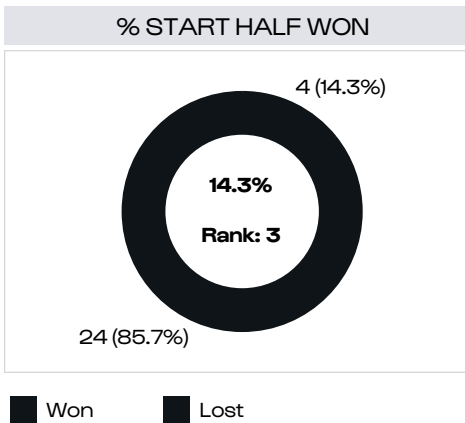 % START HALF WON
4 (14.3%)
14.3%
Rank: 3
24 (85.7%)
Won
Lost